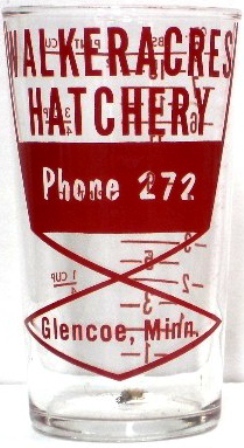 WALKERACRES
HATCHERY
Phone 272
Glencoe, Minn.